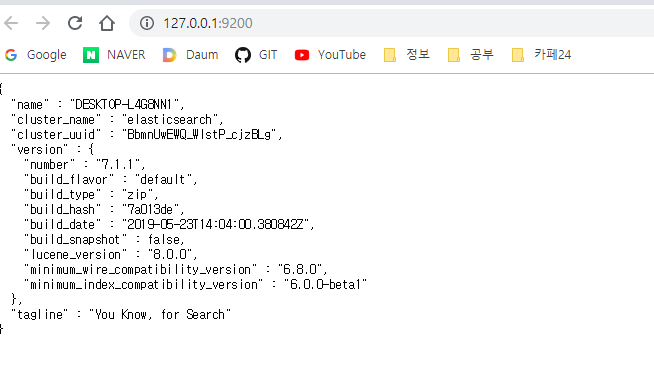 127.0.0.1:9200
Google NAVER Daum GIT YouTube 정보 공부 카페24
{
"name" : "DESKTOP-L4G8NN1",
"cluster_name" : "elasticsearch",
"cluster_uuid" : "BbmnUwEWQ_WlstP_cjzBLg",
"version" : {
"number" : "7.1.1",
"build_flavor" : "default",
"build_type" : "zip",
"build_hash" : "7a013de",
"build_date" : "2019-05-23T14:04:00.380842Z",
"build_snapshot" : false,
"lucene_version" : "8.0.0",
"minimum_wire_compatibility_version" : "6.8.0",
"minimum_index_compatibility_version" : "6.0.0-beta1"
},
"tagline" : "You Know, for Search"
}